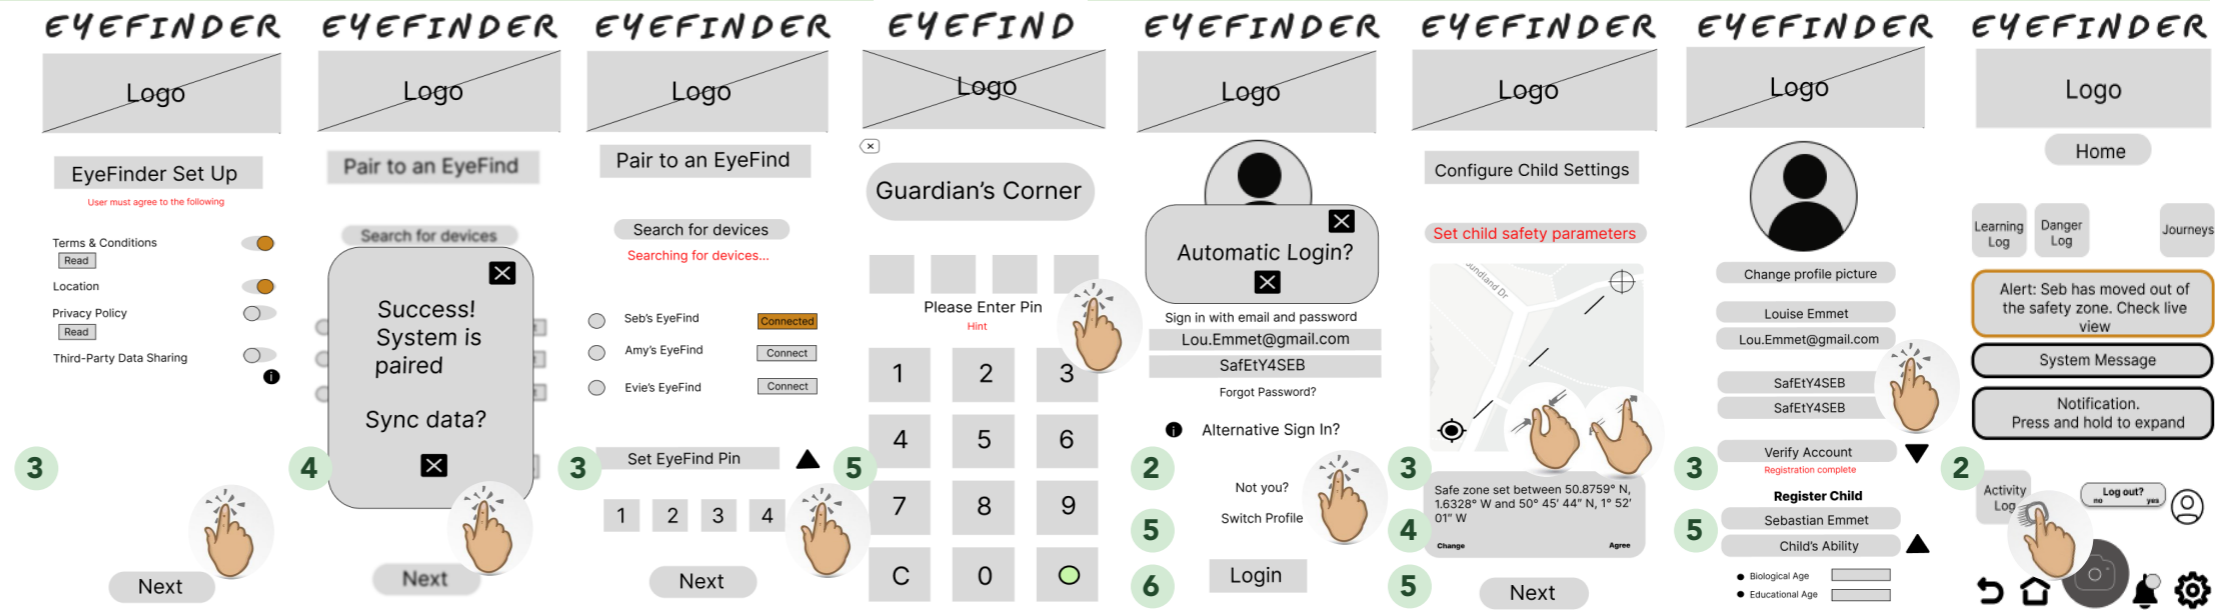 EYEFINDER
Logo
EyeFinder Set Up
User must agree to the following
Terms & Conditions
Read
Location
Privacy Policy
Read
Third-Party Data Sharing
i
3
Next
EYEFINDER
Logo
Pair to an EyeFind
Search for devices
Success!
System is
paired
Sync data?
4
Next
EYEFINDER
Logo
Pair to an EyeFind
Search for devices
Searching for devices...
Seb's EyeFind
Connected
Amy's EyeFind
Connect
Evie's EyeFind
Connect
3
Set EyeFind Pin
1 2 3 4
Next
EYEFIND
Logo
Guardian's Corner
Please Enter Pin
Hint
1 2 3
4 5 6
5
7 8 9
C 0
EYEFINDER
Logo
Automatic Login?
Sign in with email and password
Lou.Emmet@gmail.com
SafEtY4SEB
Forgot Password?
i Alternative Sign In?
2
Not you?
5
Switch Profile
6
Login
EYEFINDER
Logo
Configure Child Settings
Set child safety parameters
undland Dr
3
Safe zone set between 50.8759° N,
1.6328° W and 50° 45' 44" N, 1° 52'
01" W
4
Change Agree
5
Next
EYEFINDER
Logo
Change profile picture
Louise Emmet
Lou.Emmet@gmail.com
SafEtY4SEB
SafEtY4SEB
3
Verify Account
Registration complete
Register Child
Sebastian Emmet
5
Child's Ability
Biological Age
Educational Age
EYEFINDER
Logo
Home
Learning
Log
Danger
Log
Journeys
Alert: Seb has moved out of
the safety zone. Check live
view
System Message
Notification.
Press and hold to expand
2
Activity
Log
Log out?
no yes